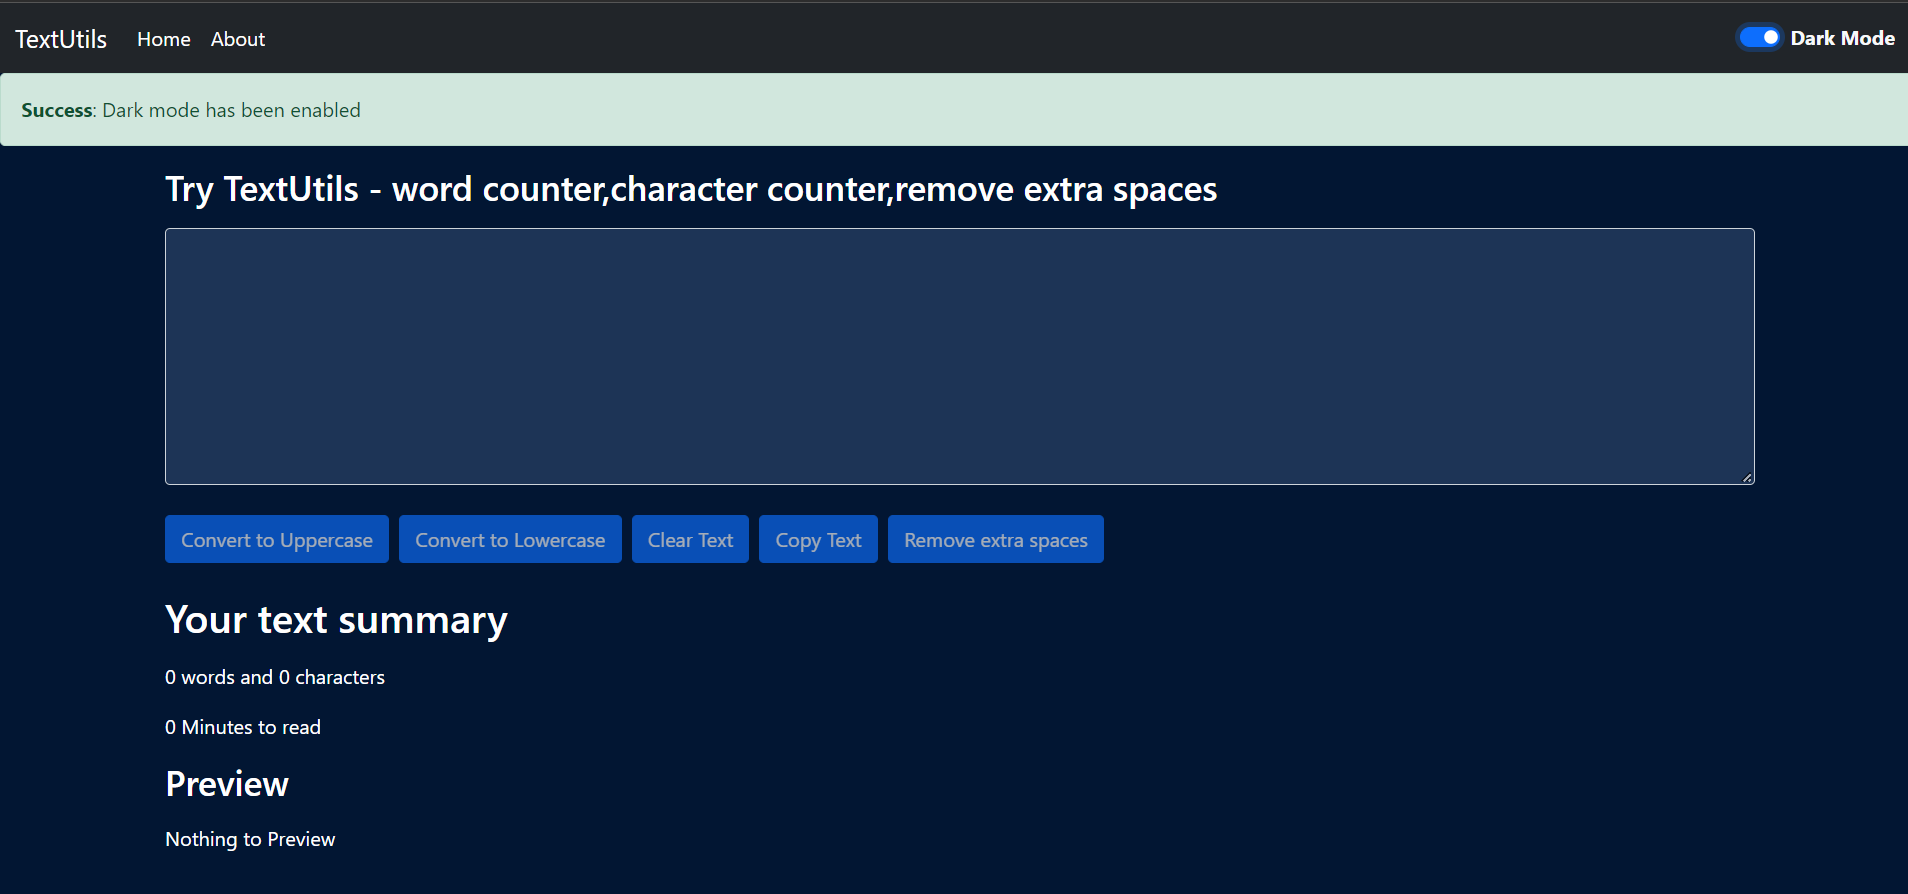 TextUtils Home About Dark Mode
Success: Dark mode has been enabled
Try TextUtils - word counter,character counter,remove extra spaces
Convert to Uppercase Convert to Lowercase Clear Text Copy Text Remove extra spaces
Your text summary
0 words and 0 characters
0 Minutes to read
Preview
Nothing to Preview